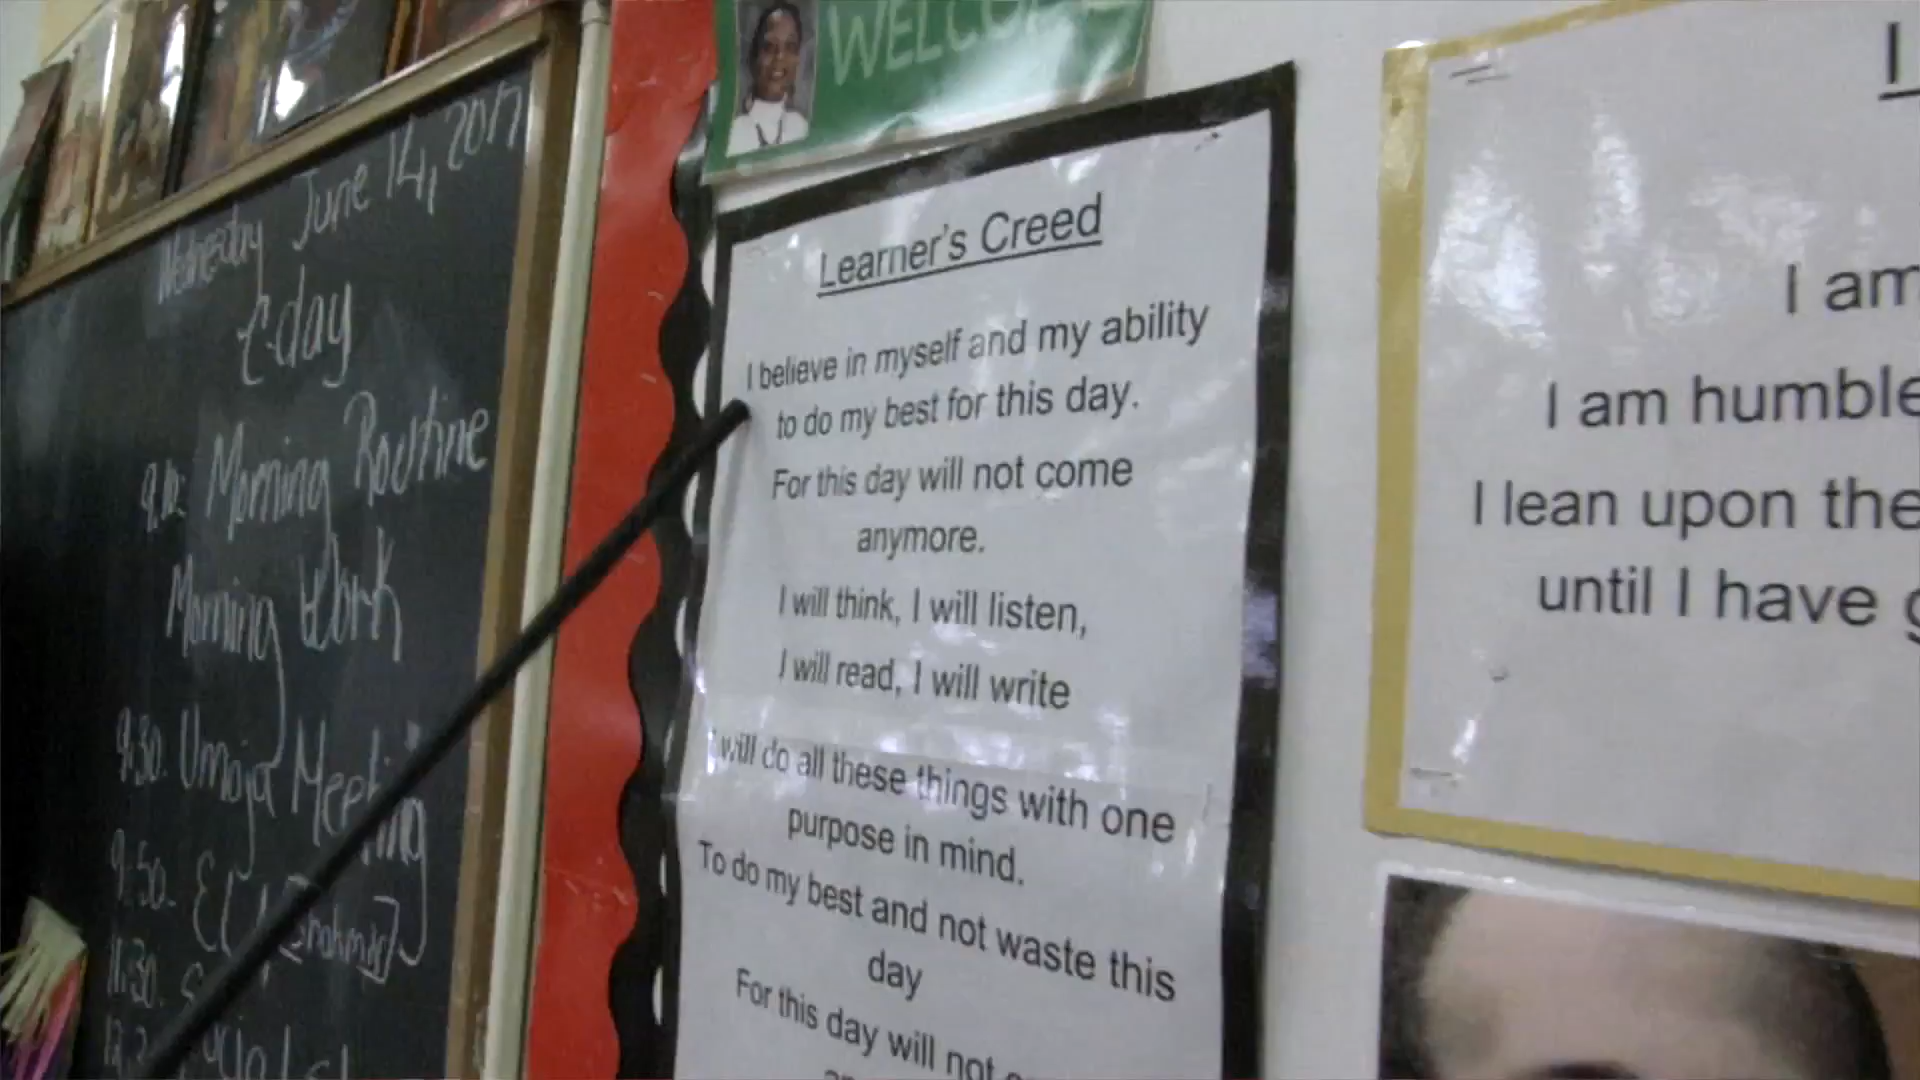 WELCOME
Wednesday June 14, 2017
E-day
Morning Routine
Morning Work
9:30. Umoja Meeting
9:50.
11:30.
Learner's Creed
I believe in myself and my ability
to do my best for this day.
For this day will not come
anymore.
I will think, I will listen,
I will read, I will write
I will do all these things with one
purpose in mind.
To do my best and not waste this
day
For this day will not
I
I am
I am humble
I lean upon the
until I have